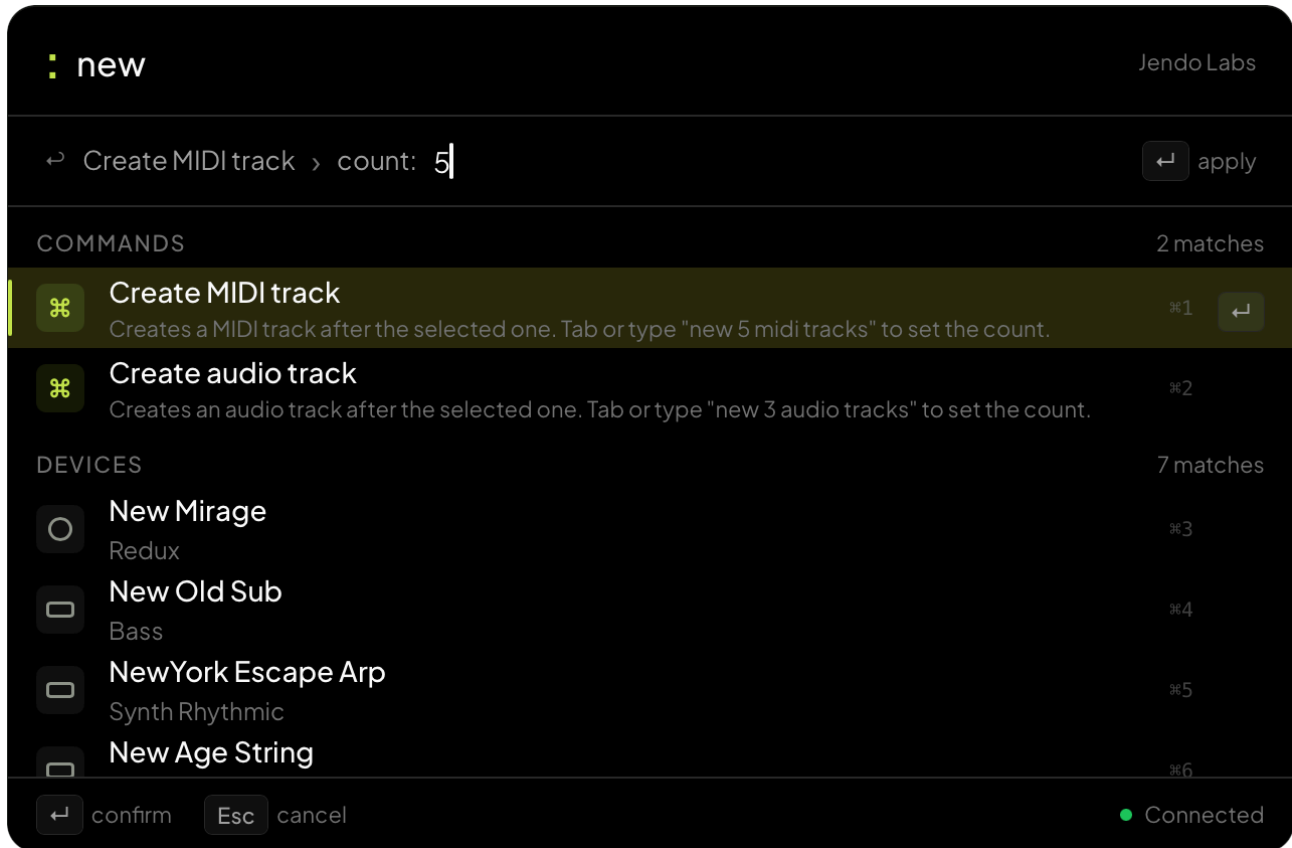 : new
Jendo Labs
↩ Create MIDI track › count: 5
↵ apply
COMMANDS
2 matches
⌘ Create MIDI track
Creates a MIDI track after the selected one. Tab or type "new 5 midi tracks" to set the count.
⌘1 ↵
⌘ Create audio track
Creates an audio track after the selected one. Tab or type "new 3 audio tracks" to set the count.
⌘2
DEVICES
7 matches
New Mirage
Redux
⌘3
New Old Sub
Bass
⌘4
NewYork Escape Arp
Synth Rhythmic
⌘5
New Age String
⌘6
↵ confirm Esc cancel
Connected